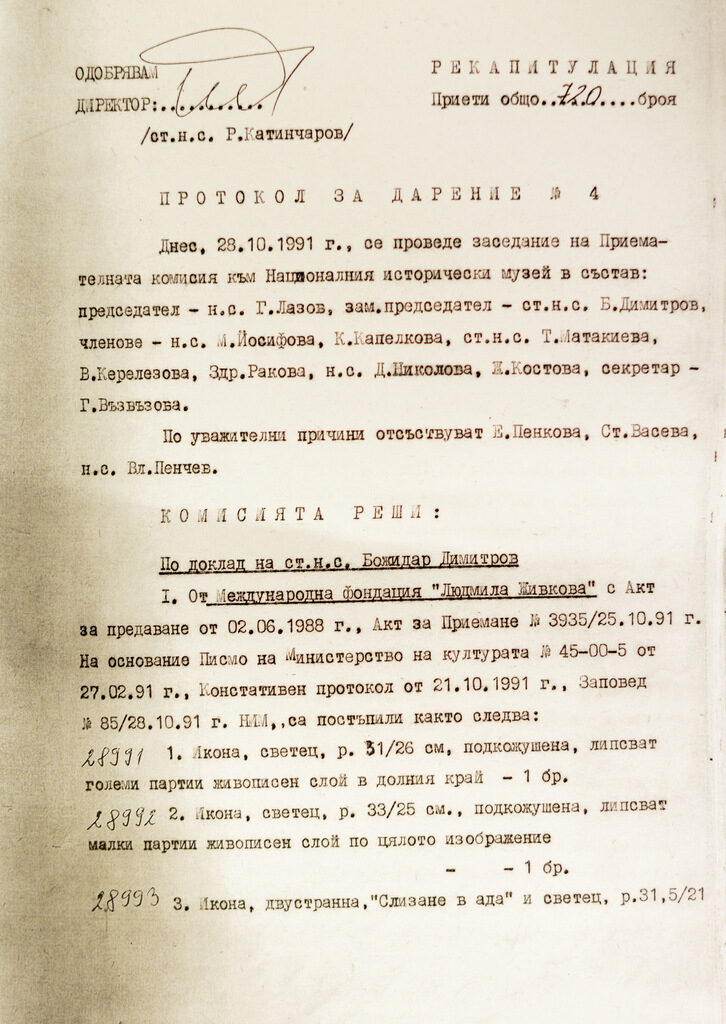 ОДОБРЯВАМ
ДИРЕКТОР:..........
/ст.н.с. Р.Катинчаров/
РЕКАПИТУЛАЦИЯ
Приети общо..720....броя
ПРОТОКОЛ ЗА ДАРЕНИЕ № 4
Днес, 28.10.1991 г., се проведе заседание на Приема-
телната комисия към Националния исторически музей в състав:
председател – н.с. Г.Лазов, зам.председател – ст.н.с. Б.Димитров,
членове – н.с. М.Йосифова, К.Капелкова, ст.н.с. Т.Матакиева,
В.Керелезова, Здр.Ракова, н.с. Д.Николова, Ж.Костова, секретар –
Г.Възвъзова.
По уважителни причини отсъствуват Е.Пенкова, Ст.Васева,
н.с. Вл.Пенчев.
КОМИСИЯТА РЕШИ:
По доклад на ст.н.с. Божидар Димитров
I. От Международна фондация "Людмила Живкова" с Акт
за предаване от 02.06.1988 г., Акт за Приемане № 3935/25.10.91 г.
На основание Писмо на Министерство на културата № 45-00-5 от
27.02.91 г., Констативен протокол от 21.10.1991 г., Заповед
№ 85/28.10.91 г. НИМ,,са постъпили както следва:
28991 1. Икона, светец, р. 31/26 см, подкожушена, липсват
големи партии живописен слой в долния край – 1 бр.
28992 2. Икона, светец, р. 33/25 см., подкожушена, липсват
малки партии живописен слой по цялото изображение
– – 1 бр.
28993 3. Икона, двустранна,"Слизане в ада" и светец, р.31,5/21